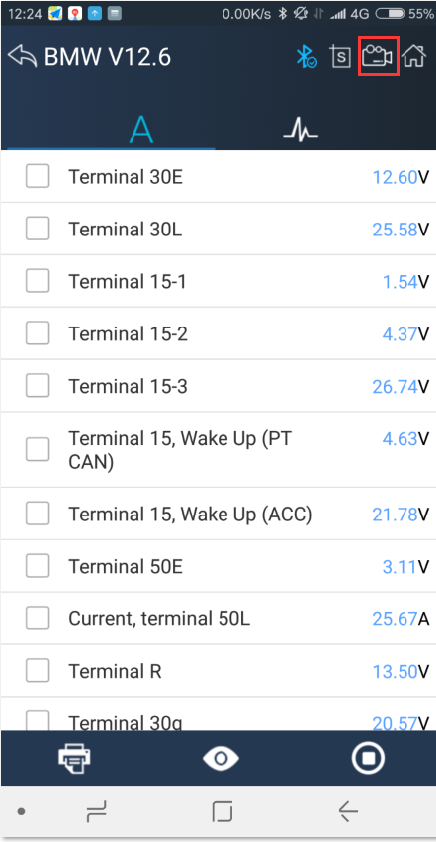 12:24 0.00K/s 4G 55%
BMW V12.6
S
A
Terminal 30E 12.60V
Terminal 30L 25.58V
Terminal 15-1 1.54V
Terminal 15-2 4.37V
Terminal 15-3 26.74V
Terminal 15, Wake Up (PT 4.63V
CAN)
Terminal 15, Wake Up (ACC) 21.78V
Terminal 50E 3.11V
Current, terminal 50L 25.67A
Terminal R 13.50V
Terminal 30g 20.57V